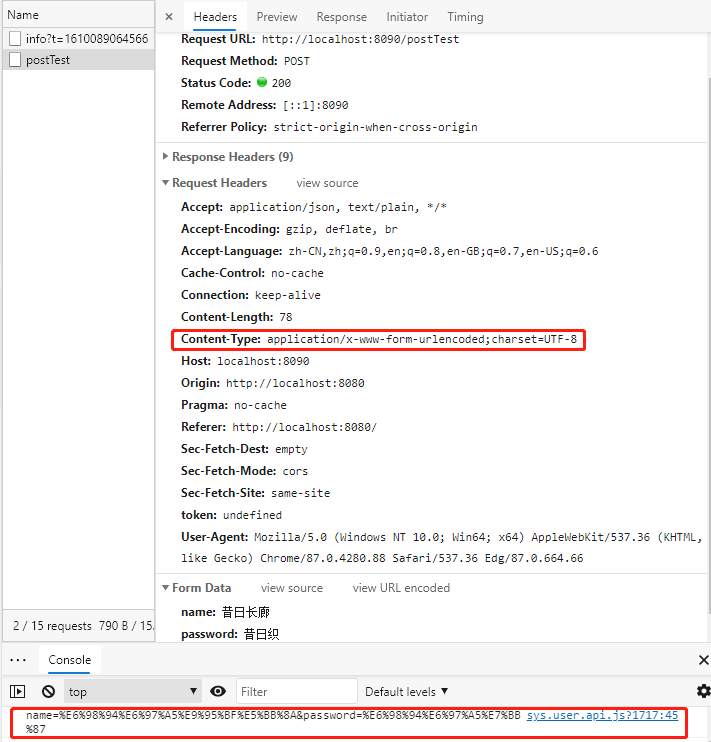 Name
info?t=1610089064566
postTest
2 / 15 requests 790 B / 15.
× Headers Preview Response Initiator Timing
Request URL: http://localhost:8090/postTest
Request Method: POST
Status Code: 200
Remote Address: [::1]:8090
Referrer Policy: strict-origin-when-cross-origin
Response Headers (9)
Request Headers view source
Accept: application/json, text/plain, */*
Accept-Encoding: gzip, deflate, br
Accept-Language: zh-CN,zh;q=0.9,en;q=0.8,en-GB;q=0.7,en-US;q=0.6
Cache-Control: no-cache
Connection: keep-alive
Content-Length: 78
Content-Type: application/x-www-form-urlencoded;charset=UTF-8
Host: localhost:8090
Origin: http://localhost:8080
Pragma: no-cache
Referer: http://localhost:8080/
Sec-Fetch-Dest: empty
Sec-Fetch-Mode: cors
Sec-Fetch-Site: same-site
token: undefined
User-Agent: Mozilla/5.0 (Windows NT 10.0; Win64; x64) AppleWebKit/537.36 (KHTML,
like Gecko) Chrome/87.0.4280.88 Safari/537.36 Edg/87.0.664.66
Form Data view source view URL encoded
name: 昔日长廊
password: 昔日织
Console
top Filter Default levels
name=%E6%98%94%E6%97%A5%E9%95%BF%E5%BB%8A&password=%E6%98%94%E6%97%A5%E7%BB sys.user.api.js?1717:45
%87